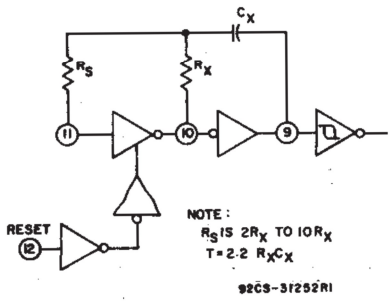 CX
RS
RX
11
10
9
RESET
12
NOTE:
RS IS 2RX TO 10RX
T=2.2 RXCX
92CS-31252R1